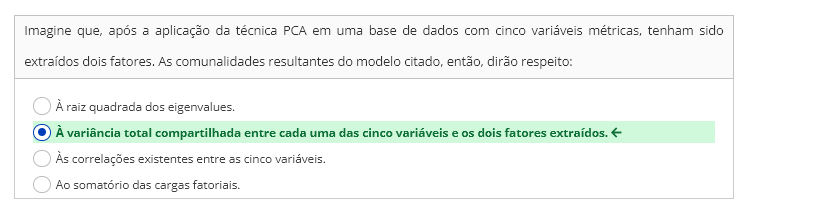 Imagine que, após a aplicação da técnica PCA em uma base de dados com cinco variáveis métricas, tenham sido
extraídos dois fatores. As comunalidades resultantes do modelo citado, então, dirão respeito:
À raiz quadrada dos eigenvalues.
À variância total compartilhada entre cada uma das cinco variáveis e os dois fatores extraídos. ←
Às correlações existentes entre as cinco variáveis.
Ao somatório das cargas fatoriais.